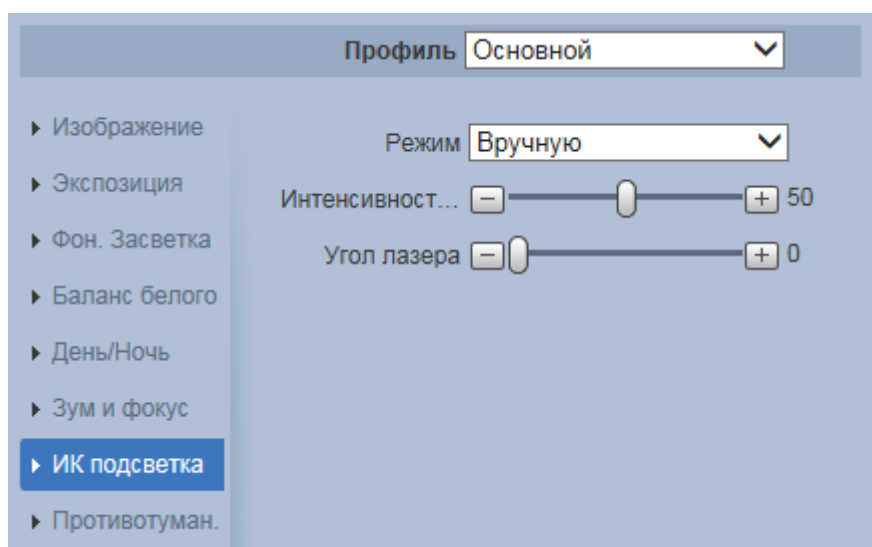 Профиль Основной
Изображение
Режим Вручную
Экспозиция
Интенсивност... 50
Фон. Засветка
Угол лазера 0
Баланс белого
День/Ночь
Зум и фокус
ИК подсветка
Противотуман.